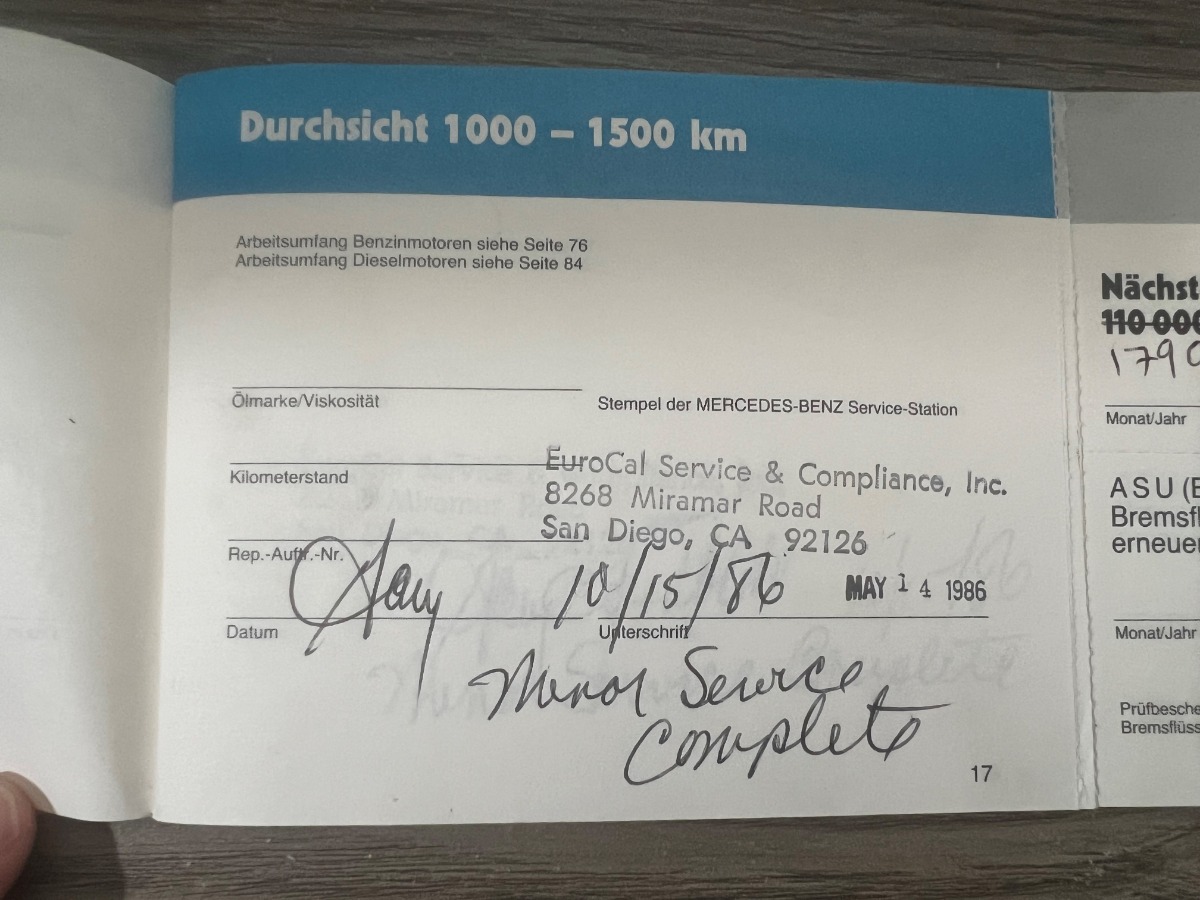 Durchsicht 1000 – 1500 km
Arbeitsumfang Benzinmotoren siehe Seite 76
Arbeitsumfang Dieselmotoren siehe Seite 84
Ölmarke/Viskosität
Stempel der MERCEDES-BENZ Service-Station
Kilometerstand
EuroCal Service & Compliance, Inc.
8268 Miramar Road
San Diego, CA 92126
Rep.-Auftr.-Nr.
10/15/86
MAY 14 1986
Datum
Unterschrift
Minor Service
Complete
17
Nächst
110 000
1790
Monat/Jahr
ASU (E
Bremsfl
erneuer
Monat/Jahr
Prüfbesche
Bremsflüss